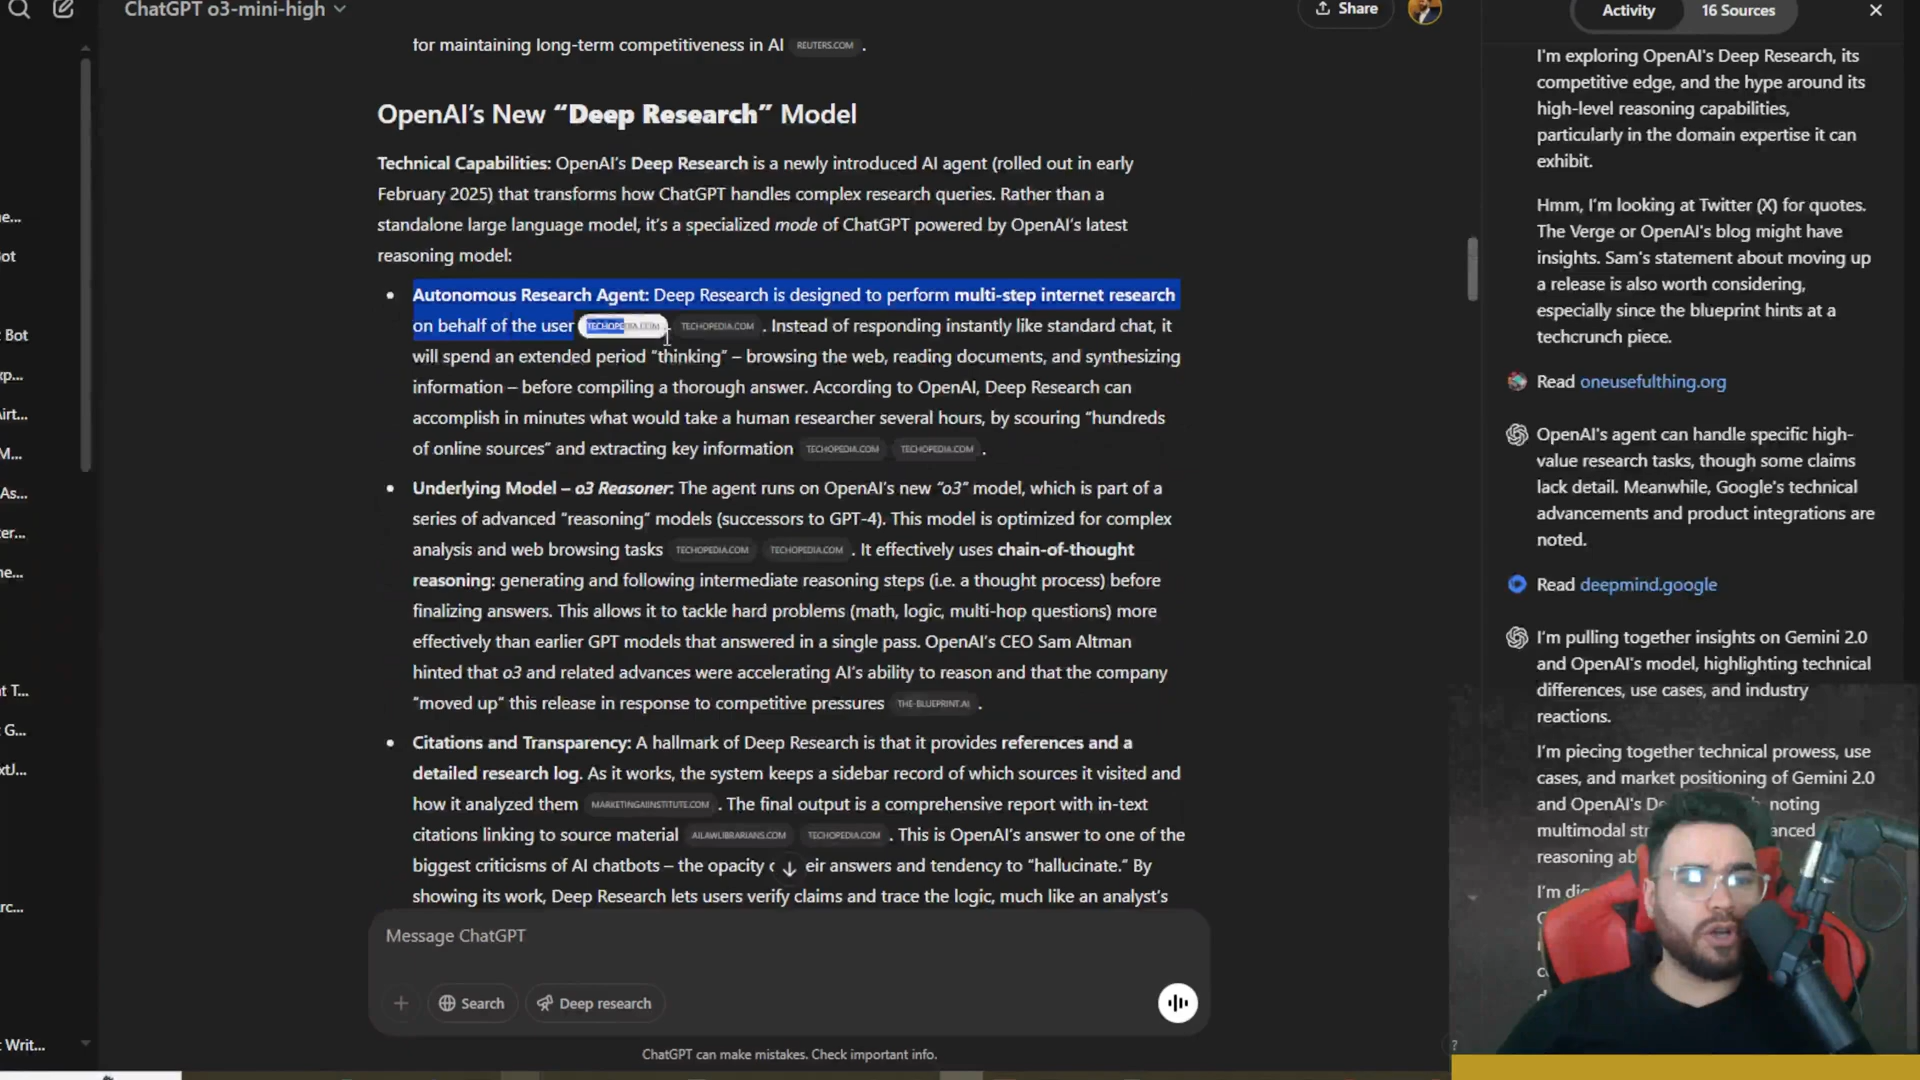 ChatGPT o3-mini-high
Share
Activity
16 Sources
for maintaining long-term competitiveness in AI REUTERS.COM .
OpenAI’s New “Deep Research” Model
Technical Capabilities: OpenAI’s Deep Research is a newly introduced AI agent (rolled out in early
February 2025) that transforms how ChatGPT handles complex research queries. Rather than a
standalone large language model, it’s a specialized mode of ChatGPT powered by OpenAI’s latest
reasoning model:
• Autonomous Research Agent: Deep Research is designed to perform multi-step internet research
on behalf of the user TECHOPEDIA.COM TECHOPEDIA.COM . Instead of responding instantly like standard chat, it
will spend an extended period “thinking” – browsing the web, reading documents, and synthesizing
information – before compiling a thorough answer. According to OpenAI, Deep Research can
accomplish in minutes what would take a human researcher several hours, by scouring “hundreds
of online sources” and extracting key information TECHOPEDIA.COM TECHOPEDIA.COM .
• Underlying Model – o3 Reasoner: The agent runs on OpenAI’s new “o3” model, which is part of a
series of advanced “reasoning” models (successors to GPT-4). This model is optimized for complex
analysis and web browsing tasks TECHOPEDIA.COM TECHOPEDIA.COM . It effectively uses chain-of-thought
reasoning: generating and following intermediate reasoning steps (i.e. a thought process) before
finalizing answers. This allows it to tackle hard problems (math, logic, multi-hop questions) more
effectively than earlier GPT models that answered in a single pass. OpenAI’s CEO Sam Altman
hinted that o3 and related advances were accelerating AI’s ability to reason and that the company
“moved up” this release in response to competitive pressures THE-BLUEPRINT.AI .
• Citations and Transparency: A hallmark of Deep Research is that it provides references and a
detailed research log. As it works, the system keeps a sidebar record of which sources it visited and
how it analyzed them MARKETINGAIINSTITUTE.COM . The final output is a comprehensive report with in-text
citations linking to source material AILAWLIBRARIANS.COM TECHOPEDIA.COM . This is OpenAI’s answer to one of the
biggest criticisms of AI chatbots – the opacity eir answers and tendency to “hallucinate.” By
showing its work, Deep Research lets users verify claims and trace the logic, much like an analyst’s
Message ChatGPT
Search
Deep research
ChatGPT can make mistakes. Check important info.
ne...
ot
Bot
xp...
Airt...
M...
As...
ter...
ne...
t T...
G...
xtJ...
rc...
t Writ...
I'm exploring OpenAI's Deep Research, its
competitive edge, and the hype around its
high-level reasoning capabilities,
particularly in the domain expertise it can
exhibit.
Hmm, I'm looking at Twitter (X) for quotes.
The Verge or OpenAI's blog might have
insights. Sam's statement about moving up
a release is also worth considering,
especially since the blueprint hints at a
techcrunch piece.
Read oneusefulthing.org
OpenAI's agent can handle specific high-
value research tasks, though some claims
lack detail. Meanwhile, Google's technical
advancements and product integrations are
noted.
Read deepmind.google
I'm pulling together insights on Gemini 2.0
and OpenAI's model, highlighting technical
differences, use cases, and industry
reactions.
I'm piecing together technical prowess, use
cases, and market positioning of Gemini 2.0
and OpenAI's De noting
multimodal str anced
reasoning ab
I'm di
?